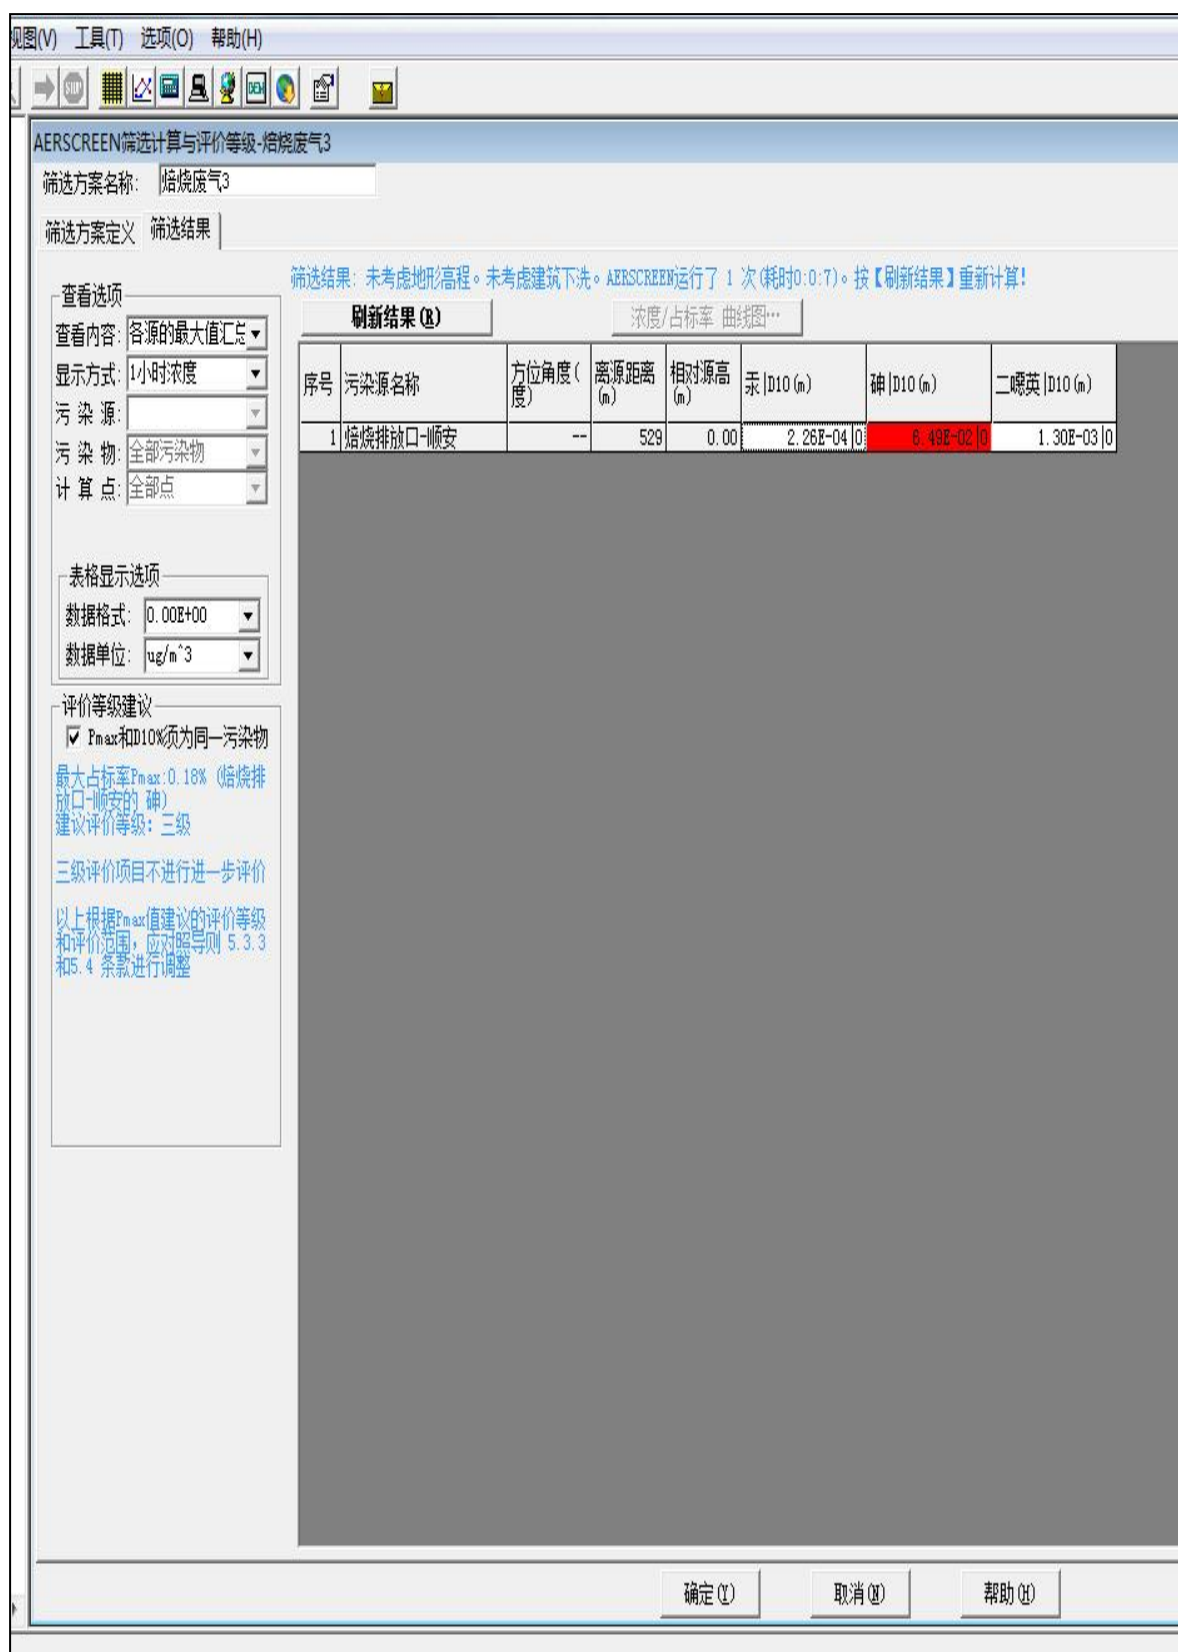 视图(V) 工具(T) 选项(O) 帮助(H)
STOP
DEM
AERSCREEN筛选计算与评价等级-焙烧废气3
筛选方案名称: 焙烧废气3
筛选方案定义 筛选结果
筛选结果: 未考虑地形高程。未考虑建筑下洗。AERSCREEN运行了 1 次(耗时0:0:7)。按【刷新结果】重新计算!
刷新结果(R) 浓度/占标率 曲线图…
查看选项
查看内容: 各源的最大值汇总
显示方式: 1小时浓度
污 染 源:
污 染 物: 全部污染物
计 算 点: 全部点
表格显示选项
数据格式: 0.00E+00
数据单位: ug/m^3
评价等级建议
Pmax和D10%须为同一污染物
最大占标率Pmax:0.18% (焙烧排
放口-顺安的 砷)
建议评价等级: 三级
三级评价项目不进行进一步评价
以上根据Pmax值建议的评价等级
和评价范围, 应对照导则 5.3.3
和5.4 条款进行调整
序号 污染源名称 方位角度(度) 离源距离(m) 相对源高(m) 汞|D10(m) 砷|D10(m) 二噁英|D10(m)
1 焙烧排放口-顺安 -- 529 0.00 2.26E-04|0 6.49E-02|0 1.30E-03|0
确定(Y) 取消(N) 帮助(H)